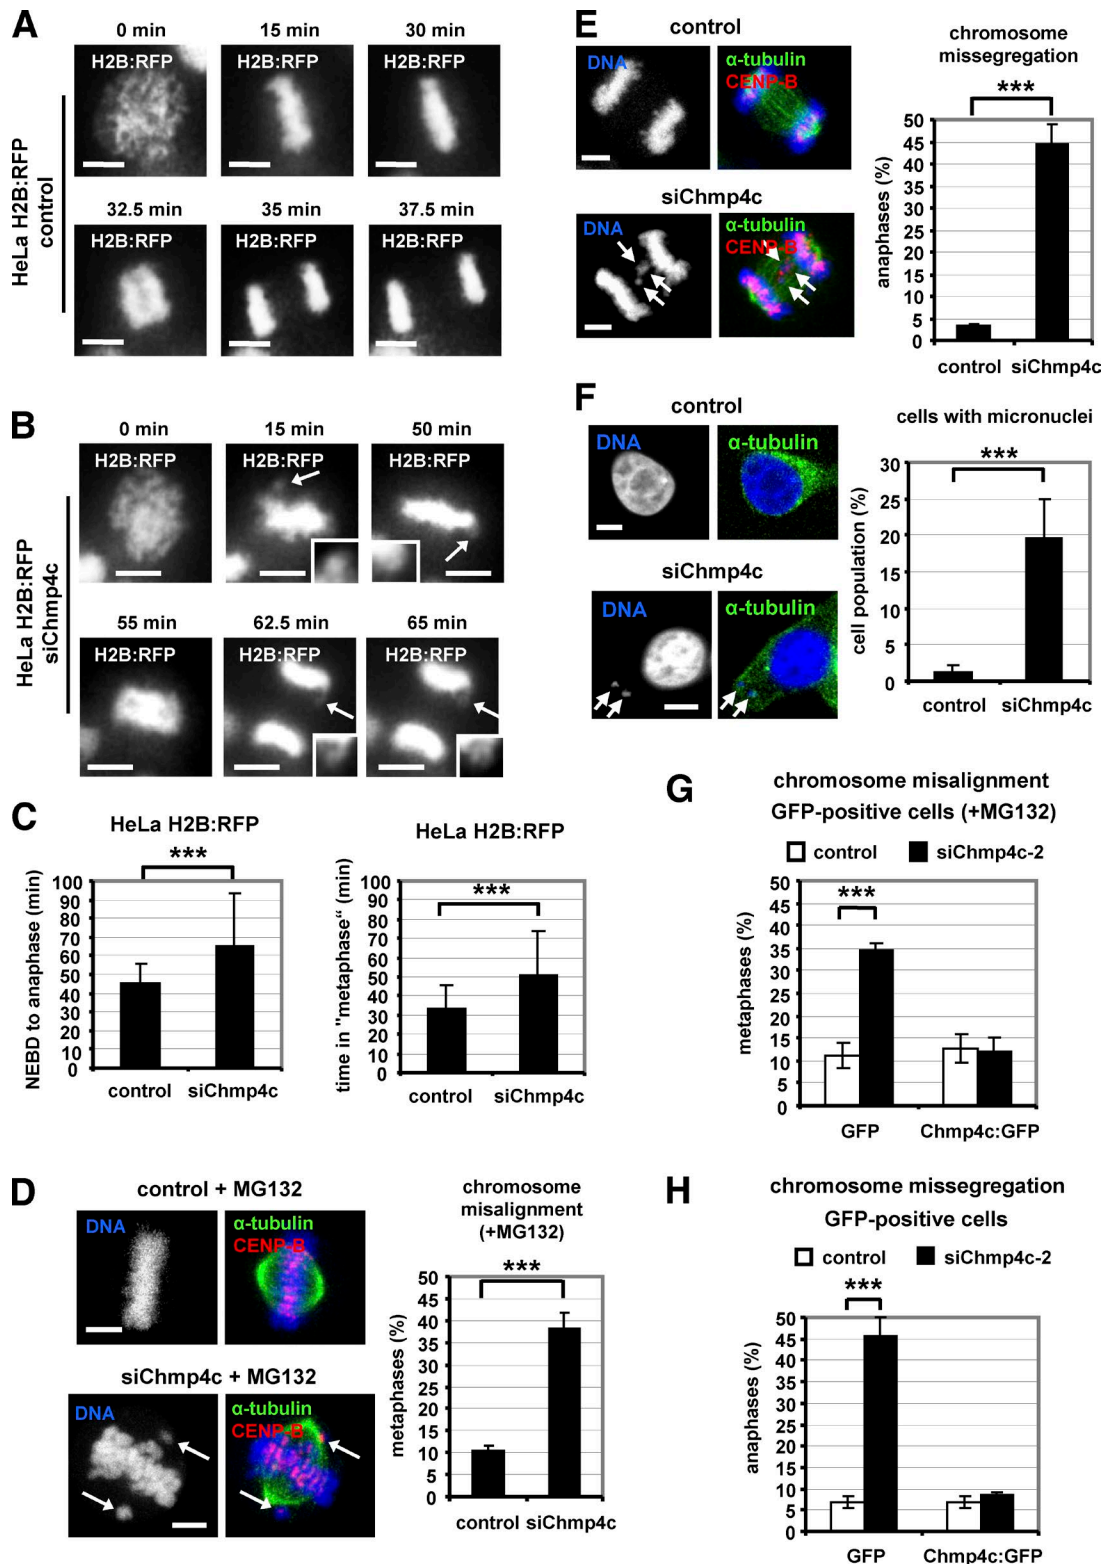 A
0 min
15 min
30 min
H2B:RFP
H2B:RFP
H2B:RFP
HeLa H2B:RFP
control
32.5 min
35 min
37.5 min
H2B:RFP
H2B:RFP
H2B:RFP
B
0 min
15 min
50 min
H2B:RFP
H2B:RFP
H2B:RFP
HeLa H2B:RFP
siChmp4c
55 min
62.5 min
65 min
H2B:RFP
H2B:RFP
H2B:RFP
C
HeLa H2B:RFP
***
NEBD to anaphase (min)
100
90
80
70
60
50
40
30
20
10
0
control siChmp4c
HeLa H2B:RFP
***
time in "metaphase“ (min)
100
90
80
70
60
50
40
30
20
10
0
control siChmp4c
D
control + MG132
DNA
α-tubulin
CENP-B
siChmp4c + MG132
DNA
α-tubulin
CENP-B
chromosome
misalignment
(+MG132)
***
metaphases (%)
50
45
40
35
30
25
20
15
10
5
0
control siChmp4c
E
control
DNA
α-tubulin
CENP-B
siChmp4c
DNA
α-tubulin
CENP-B
chromosome
missegregation
***
anaphases (%)
50
45
40
35
30
25
20
15
10
5
0
control siChmp4c
F
control
DNA
α-tubulin
siChmp4c
DNA
α-tubulin
cells with micronuclei
***
cell population (%)
30
25
20
15
10
5
0
control siChmp4c
G
chromosome misalignment
GFP-positive cells (+MG132)
control siChmp4c-2
***
metaphases (%)
50
45
40
35
30
25
20
15
10
5
0
GFP Chmp4c:GFP
H
chromosome missegregation
GFP-positive cells
control siChmp4c-2
***
anaphases (%)
50
45
40
35
30
25
20
15
10
5
0
GFP Chmp4c:GFP